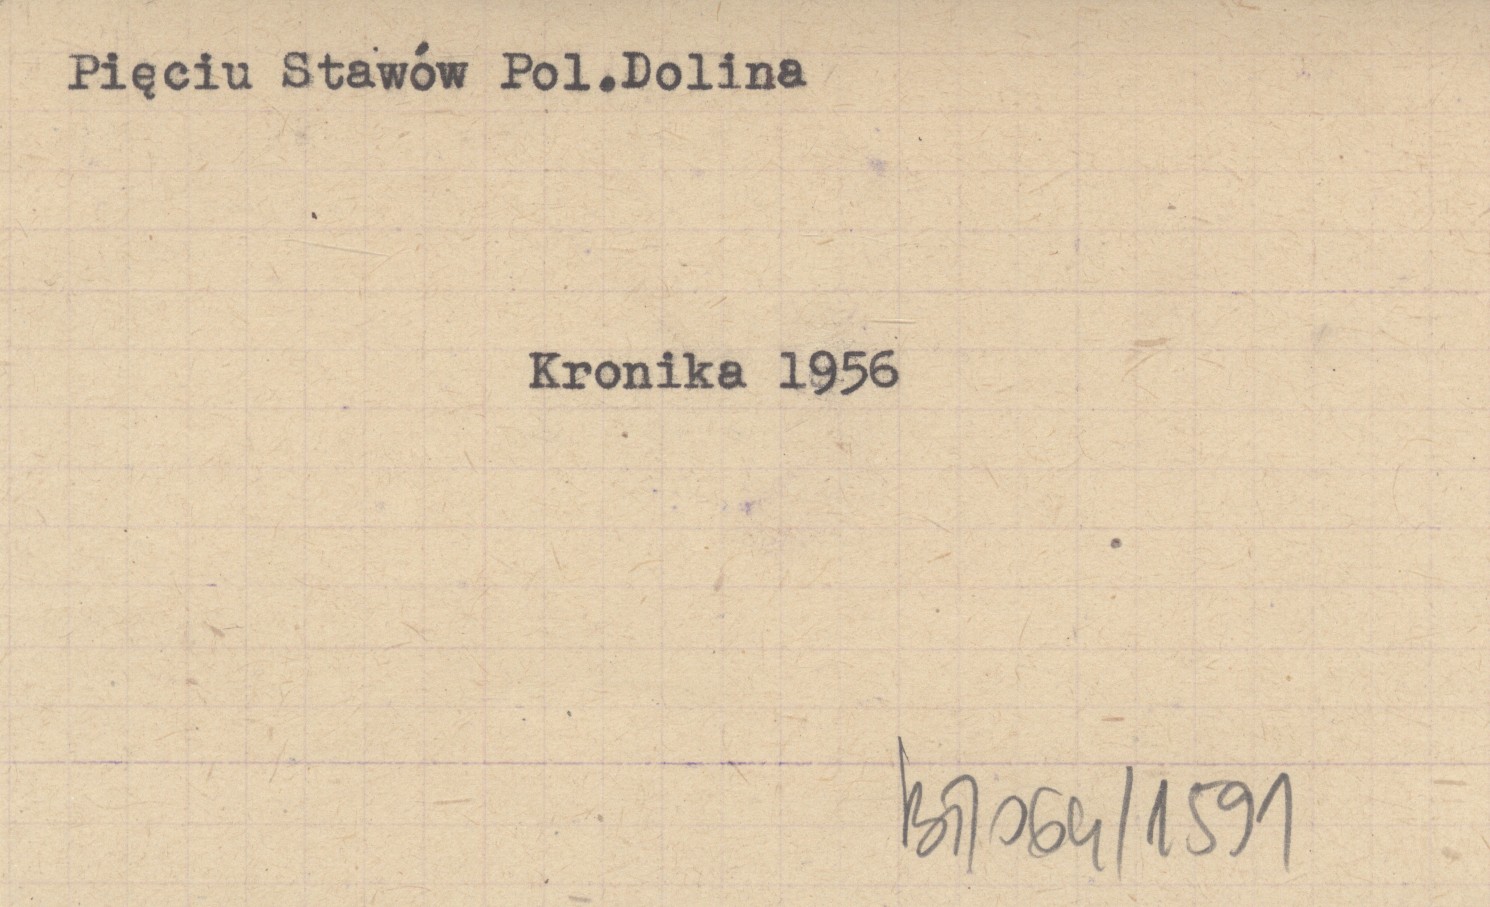 Pięciu Stawów Pol.Dolina
Kronika 1956
064/1591